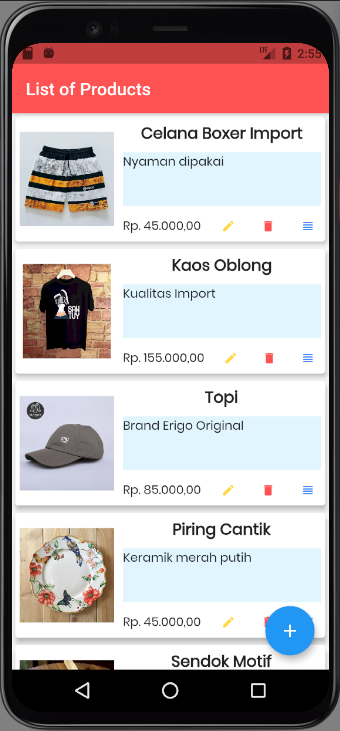 LTE 2:55
List of Products
Celana Boxer Import
Nyaman dipakai
Rp. 45.000,00
Kaos Oblong
Kualitas Import
SAN
TUY
Rp. 155.000,00
Topi
Brand Erigo Original
Rp. 85.000,00
Piring Cantik
Keramik merah putih
Rp. 45.000,00
+
Sendok Motif